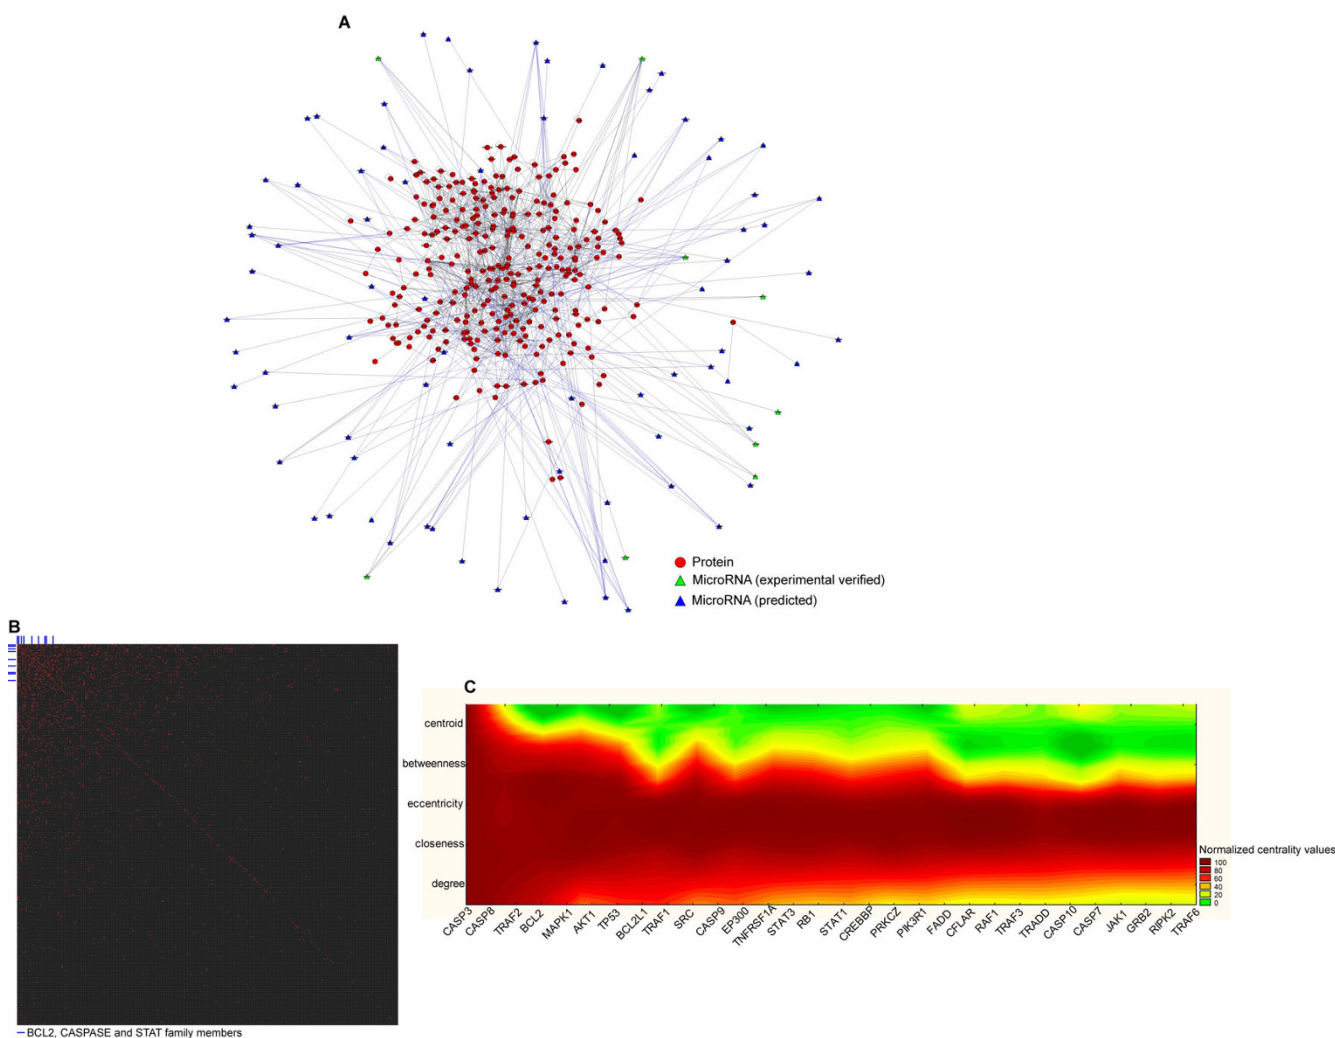 A
Protein
MicroRNA (experimental verified)
MicroRNA (predicted)
B
BCL2, CASPASE and STAT family members
C
centroid
betweenness
eccentricity
closeness
degree
CASP3
CASP8
TRAF2
BCL2
MAPK1
AKT1
TP53
BCL2L1
TRAF1
SRC
CASP9
EP300
TNFRSF1A
STAT3
RB1
STAT1
CREBBP
PRKCZ
PIK3R1
FADD
CFLAR
RAF1
TRAF3
TRADD
CASP10
CASP7
JAK1
GRB2
RIPK2
TRAF6
Normalized centrality values
100
80
60
40
20
0